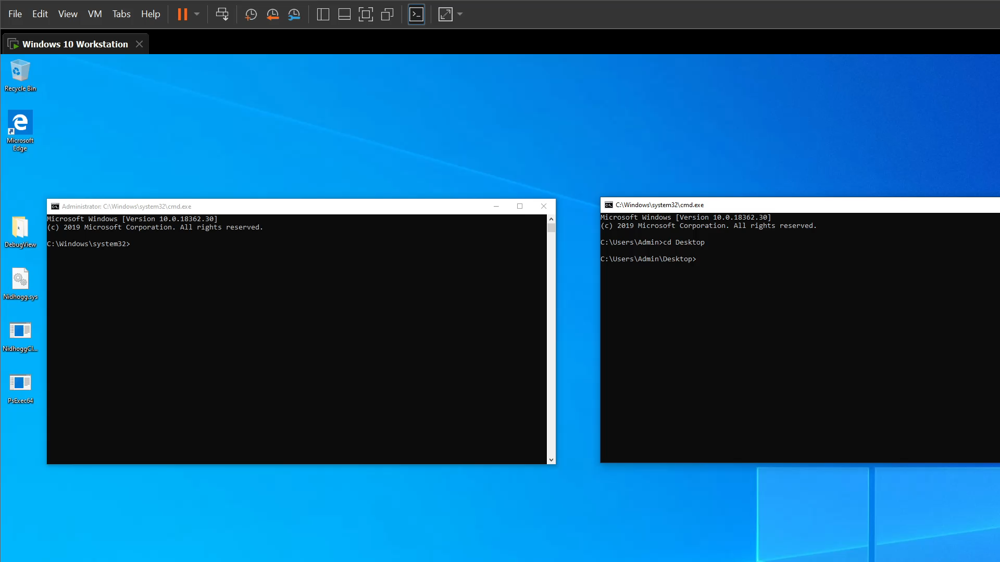 File Edit View VM Tabs Help
Windows 10 Workstation
Recycle Bin
Microsoft
Edge
DebugView
Nidhogg.sys
NidhoggCl...
PsExec64
Administrator: C:\Windows\system32\cmd.exe
Microsoft Windows [Version 10.0.18362.30]
(c) 2019 Microsoft Corporation. All rights reserved.
C:\Windows\system32>
C:\Windows\system32\cmd.exe
Microsoft Windows [Version 10.0.18362.30]
(c) 2019 Microsoft Corporation. All rights reserved.
C:\Users\Admin>cd Desktop
C:\Users\Admin\Desktop>